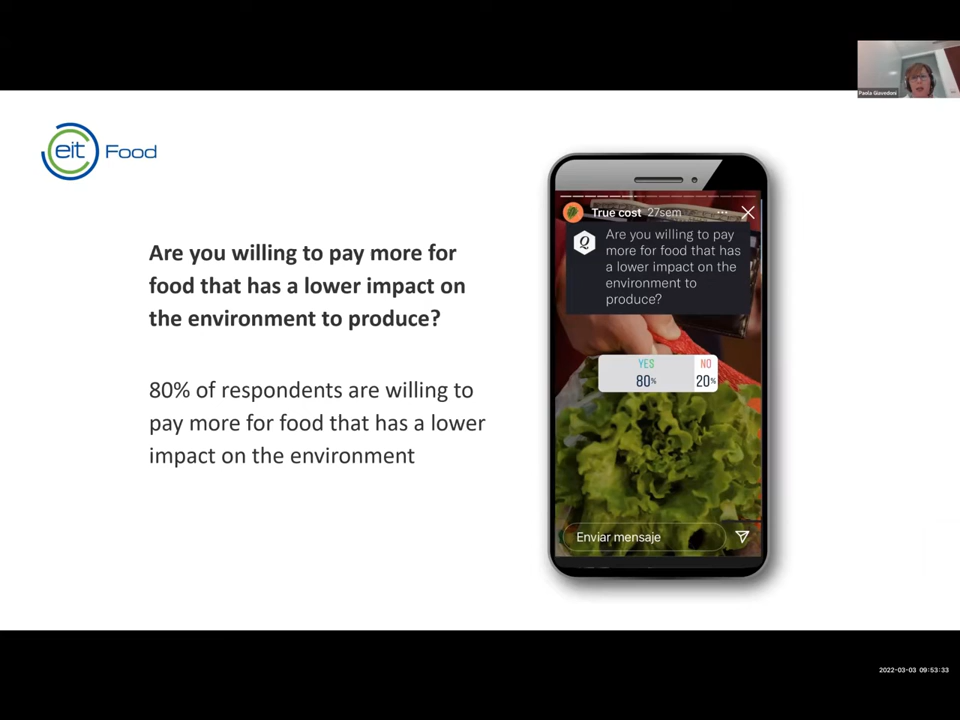 Paola Giavedoni
eit Food
Are you willing to pay more for
food that has a lower impact on
the environment to produce?
80% of respondents are willing to
pay more for food that has a lower
impact on the environment
True cost 27sem ...
Q
Are you willing to pay
more for food that has
a lower impact on the
environment to
produce?
YES NO
80% 20%
Enviar mensaje
2022-03-03 09:53:33